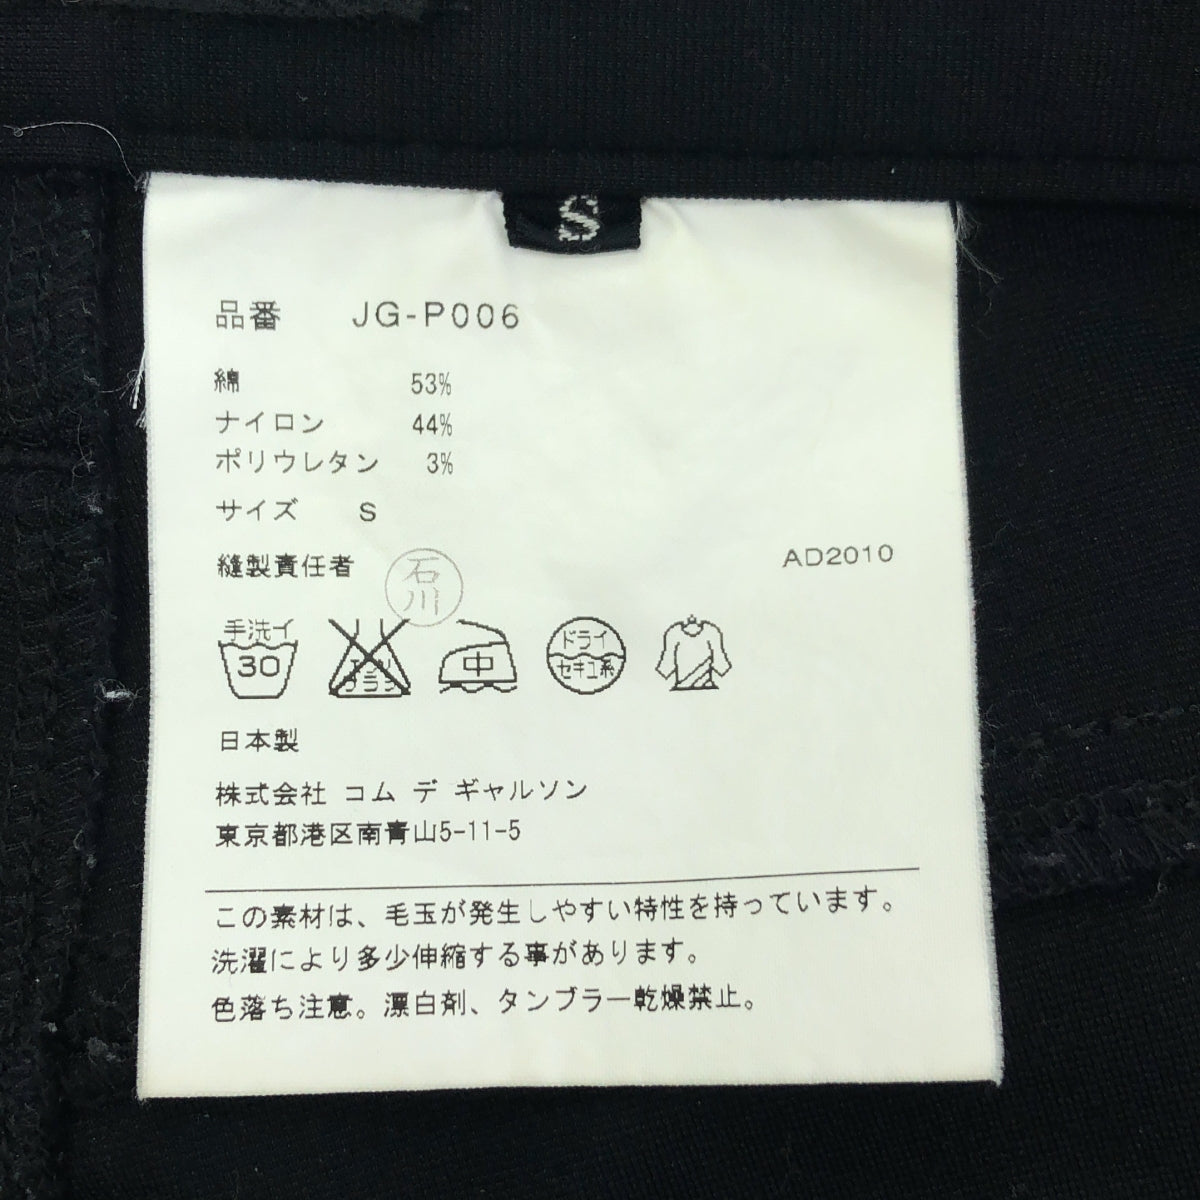 S
品番 JG-P006
綿 53%
ナイロン 44%
ポリウレタン 3%
サイズ S
縫製責任者 石川
AD2010
手洗イ
30
エンソ
サラシ
中
ドライ
セキユ系
日本製
株式会社 コム デ ギャルソン
東京都港区南青山5-11-5
この素材は、毛玉が発生しやすい特性を持っています。
洗濯により多少伸縮する事があります。
色落ち注意。漂白剤、タンブラー乾燥禁止。